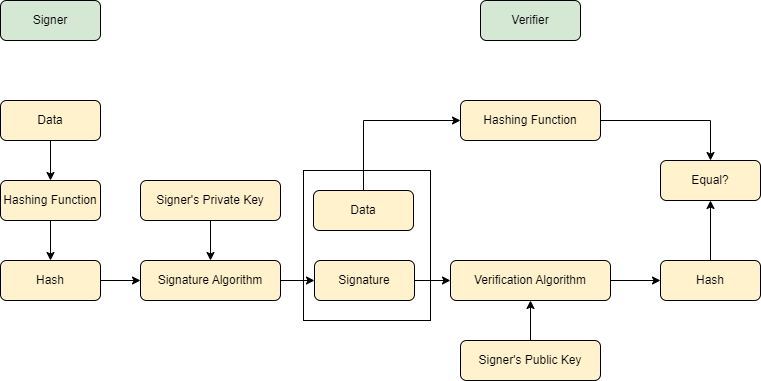 Signer
Verifier
Data
Hashing Function
Hashing Function
Signer's Private Key
Data
Equal?
Hash
Signature Algorithm
Signature
Verification Algorithm
Hash
Signer's Public Key